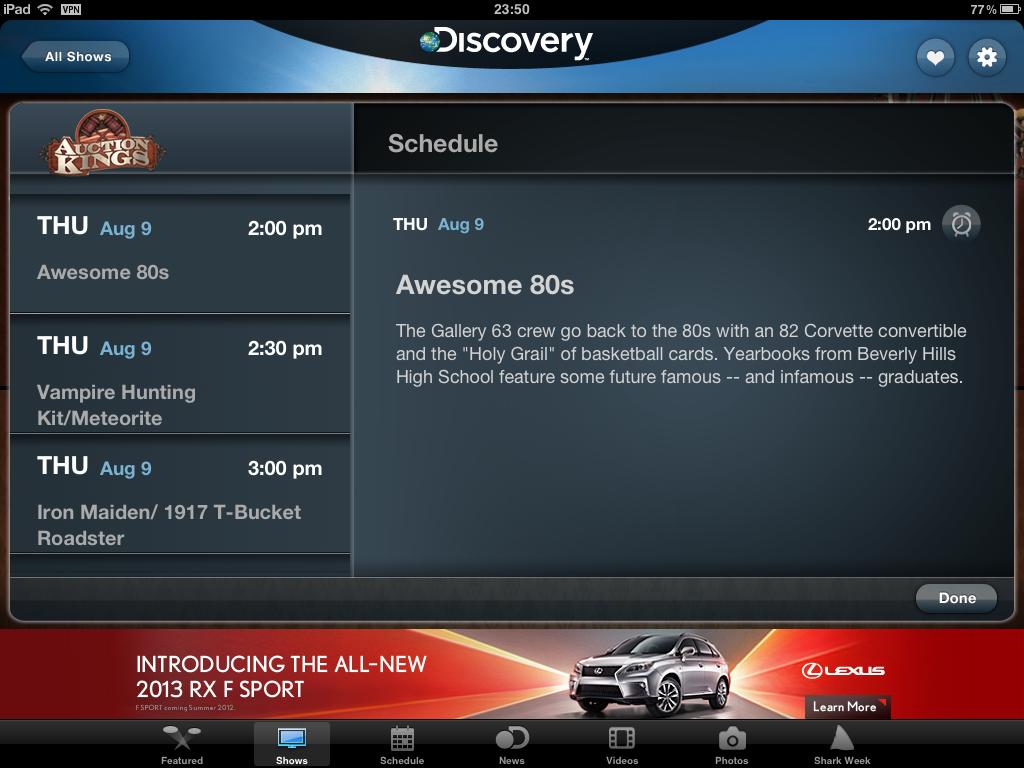 iPad VPN 23:50 77%
All Shows
Discovery
AUCTION
KINGS
Schedule
THU Aug 9 2:00 pm
Awesome 80s
THU Aug 9 2:30 pm
Vampire Hunting
Kit/Meteorite
THU Aug 9 3:00 pm
Iron Maiden/ 1917 T-Bucket
Roadster
THU Aug 9 2:00 pm
Awesome 80s
The Gallery 63 crew go back to the 80s with an 82 Corvette convertible
and the "Holy Grail" of basketball cards. Yearbooks from Beverly Hills
High School feature some future famous -- and infamous -- graduates.
Done
INTRODUCING THE ALL-NEW
2013 RX F SPORT
F SPORT coming Summer 2012.
LEXUS
Learn More
Featured Shows Schedule News Videos Photos Shark Week